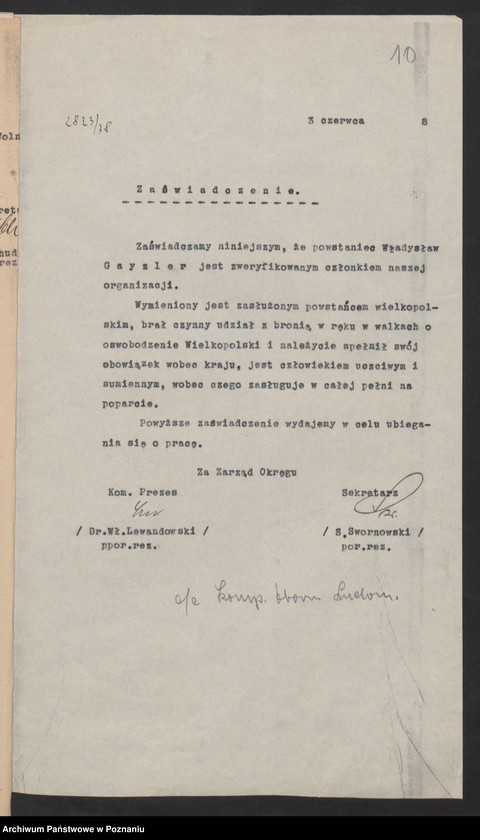 10
2823/78
3 czerwca 8
Zaświadczenie.
Zaświadczamy niniejszym, że powstaniec Władysław
Gayzler jest zweryfikowanym członkiem naszej
organizacji.
Wymieniony jest zasłużonym powstańcem wielkopol-
skim, brał czynny udział z bronią w ręku w walkach o
oswobodzenie Wielkopolski i należycie spełnił swój
obowiązek wobec kraju, jest człowiekiem uczciwym i
sumiennym, wobec czego zasługuje w całej pełni na
poparcie.
Powyższe zaświadczenie wydajemy w celu ubiega-
nia się o pracę.
Za Zarząd Okręgu
Kom. Prezes Sekretarz
/ Dr.Wł.Lewandowski / / S.Swornowski /
ppor.rez. por.rez.
a/a komp.
Archiwum Państwowe w Poznaniu